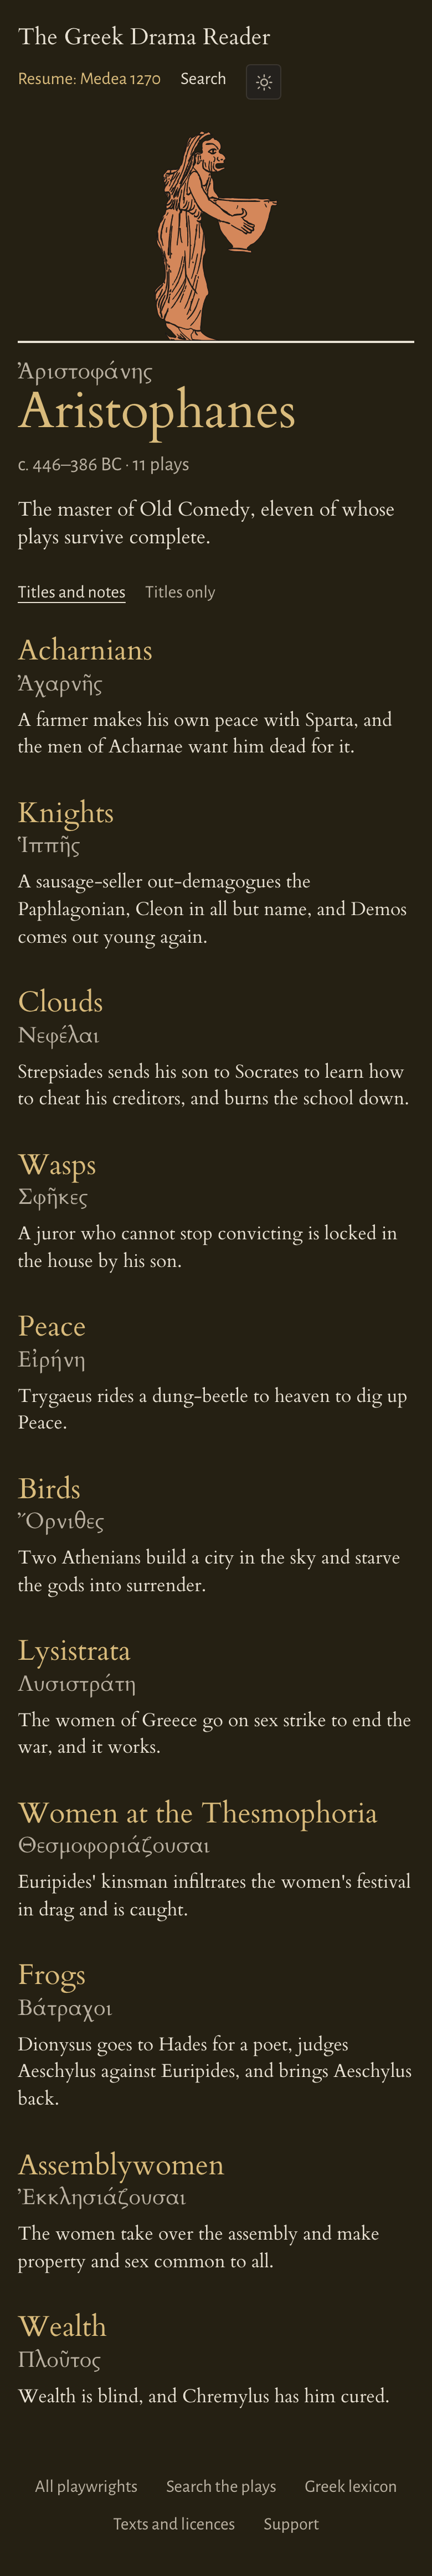 The Greek Drama Reader
Resume: Medea 1270 Search
Ἀριστοφάνης
Aristophanes
c. 446–386 BC · 11 plays
The master of Old Comedy, eleven of whose
plays survive complete.
Titles and notes Titles only
Acharnians
Ἀχαρνῆς
A farmer makes his own peace with Sparta, and
the men of Acharnae want him dead for it.
Knights
Ἱππῆς
A sausage-seller out-demagogues the
Paphlagonian, Cleon in all but name, and Demos
comes out young again.
Clouds
Νεφέλαι
Strepsiades sends his son to Socrates to learn how
to cheat his creditors, and burns the school down.
Wasps
Σφῆκες
A juror who cannot stop convicting is locked in
the house by his son.
Peace
Εἰρήνη
Trygaeus rides a dung-beetle to heaven to dig up
Peace.
Birds
Ὄρνιθες
Two Athenians build a city in the sky and starve
the gods into surrender.
Lysistrata
Λυσιστράτη
The women of Greece go on sex strike to end the
war, and it works.
Women at the Thesmophoria
Θεσμοφοριάζουσαι
Euripides' kinsman infiltrates the women's festival
in drag and is caught.
Frogs
Βάτραχοι
Dionysus goes to Hades for a poet, judges
Aeschylus against Euripides, and brings Aeschylus
back.
Assemblywomen
Ἐκκλησιάζουσαι
The women take over the assembly and make
property and sex common to all.
Wealth
Πλοῦτος
Wealth is blind, and Chremylus has him cured.
All playwrights Search the plays Greek lexicon
Texts and licences Support